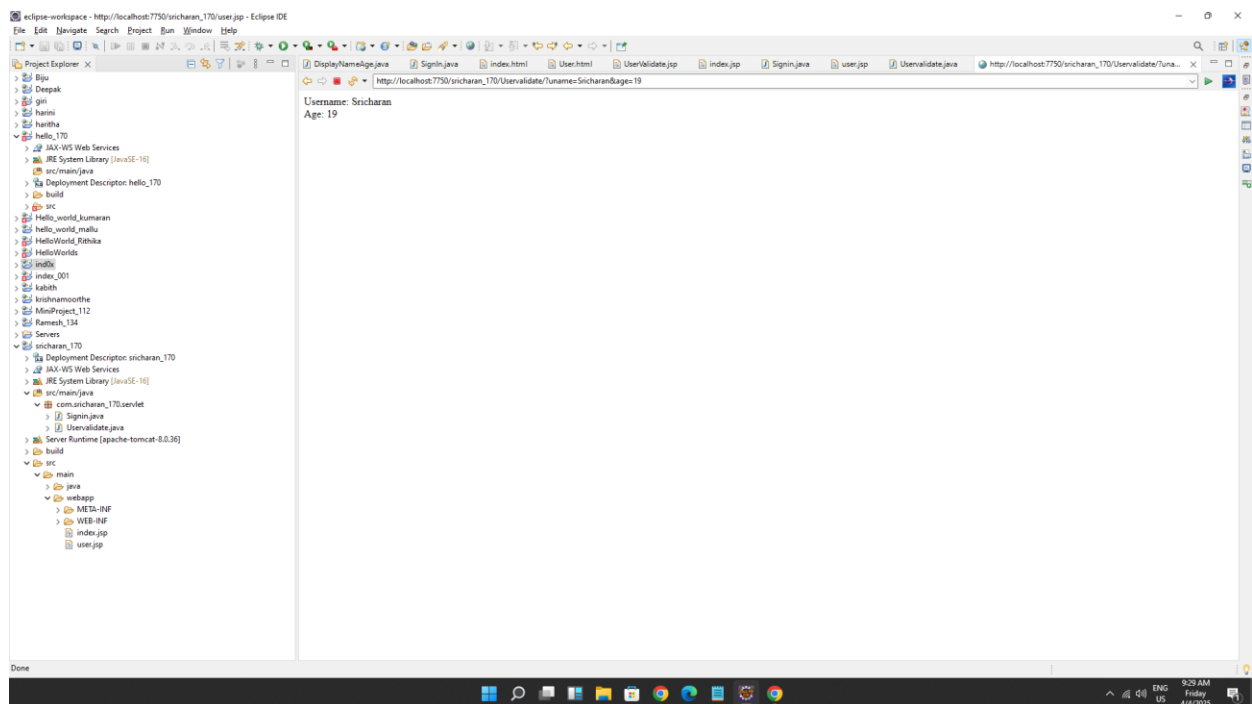 eclipse-workspace - http://localhost:7750/sricharan_170/user.jsp - Eclipse IDE
File Edit Navigate Search Project Run Window Help
Project Explorer
DisplayNameAge.java SignIn.java index.html User.html UserValidate.jsp index.jsp Signin.java user.jsp Uservalidate.java http://localhost:7750/sricharan_170/Uservalidate/?una...
http://localhost:7750/sricharan_170/Uservalidate/?uname=Sricharan&age=19
Username: Sricharan
Age: 19
Biju
Deepak
giri
harini
haritha
hello_170
JAX-WS Web Services
JRE System Library [JavaSE-16]
src/main/java
Deployment Descriptor: hello_170
build
src
Hello_world_kumaran
hello_world_mallu
HelloWorld_Rithika
HelloWorlds
ind0x
index_001
kabith
krishnamoorthe
MiniProject_112
Ramesh_134
Servers
sricharan_170
Deployment Descriptor: sricharan_170
JAX-WS Web Services
JRE System Library [JavaSE-16]
src/main/java
com.sricharan_170.servlet
Signin.java
Uservalidate.java
Server Runtime [apache-tomcat-8.0.36]
build
src
main
java
webapp
META-INF
WEB-INF
index.jsp
user.jsp
Done
ENG
US
9:29 AM
Friday
4/4/2025